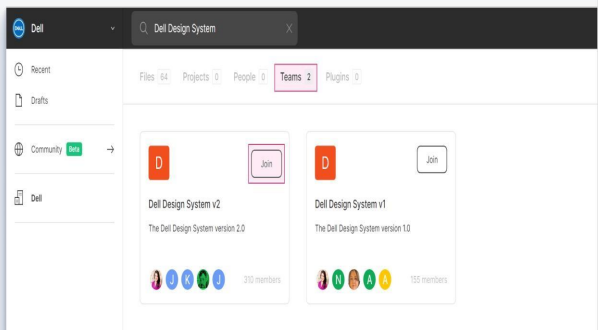 DELL Dell
Dell Design System X
Recent
Drafts
Community Beta
Dell
Files 64 Projects 0 People 0 Teams 2 Plugins 0
D Join
Dell Design System v2
The Dell Design System version 2.0
J K J 310 members
D Join
Dell Design System v1
The Dell Design System version 1.0
N A A 155 members